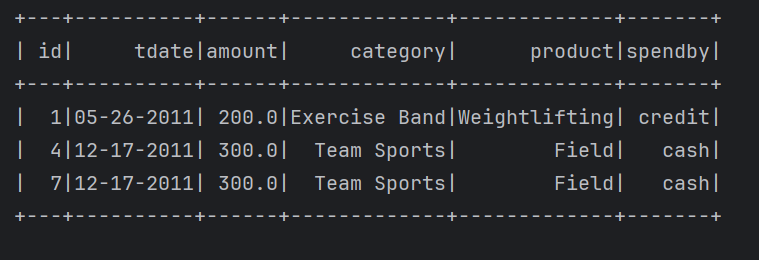 +---+----------+------+-------------+-------------+-------+
| id|     tdate|amount|     category|      product|spendby|
+---+----------+------+-------------+-------------+-------+
|  1|05-26-2011| 200.0|Exercise Band|Weightlifting| credit|
|  4|12-17-2011| 300.0|  Team Sports|        Field|   cash|
|  7|12-17-2011| 300.0|  Team Sports|        Field|   cash|
+---+----------+------+-------------+-------------+-------+